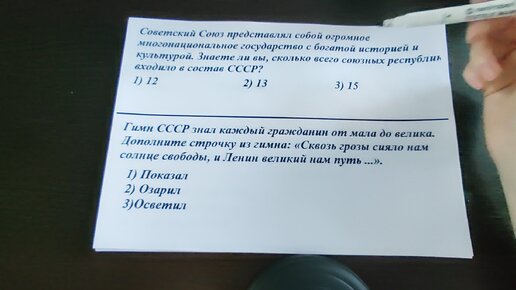 Советский Союз представлял собой огромное
многонациональное государство с богатой историей и
культурой. Знаете ли вы, сколько всего союзных республик
входило в состав СССР?
1) 12 2) 13 3) 15
Гимн СССР знал каждый гражданин от мала до велика.
Дополните строчку из гимна: «Сквозь грозы сияло нам
солнце свободы, и Ленин великий нам путь ...».
1) Показал
2) Озарил
3)Осветил